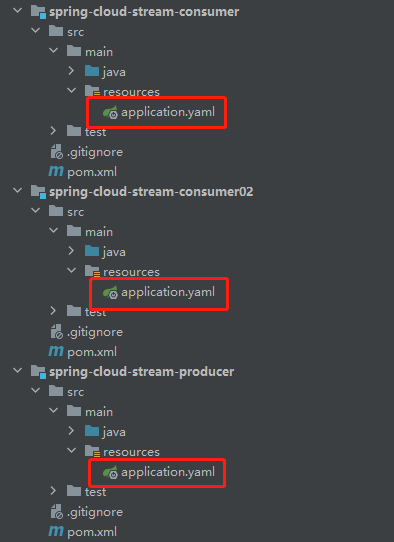 spring-cloud-stream-consumer
src
main
java
resources
application.yaml
test
.gitignore
pom.xml
spring-cloud-stream-consumer02
src
main
java
resources
application.yaml
test
.gitignore
pom.xml
spring-cloud-stream-producer
src
main
java
resources
application.yaml
test
.gitignore
pom.xml